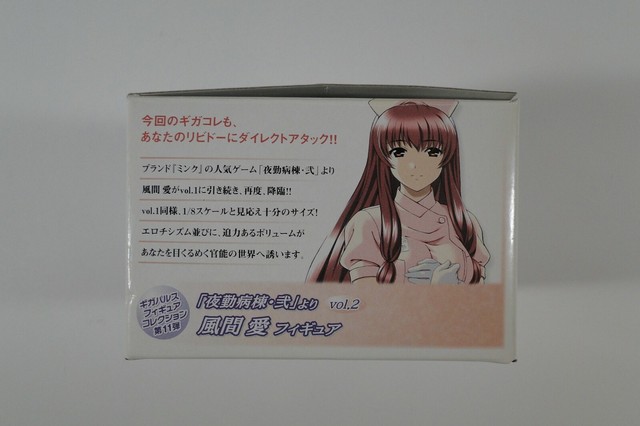 今回のギガコレも、
あなたのリビドーにダイレクトアタック!!
ブランド『ミンク』の人気ゲーム「夜勤病棟・弐」より
風間 愛がvol.1に引き続き、再度、降臨!!
vol.1同様、1/8スケールと見応え十分のサイズ!
エロチシズム並びに、迫力あるボリュームが
あなたを目くるめく官能の世界へ誘います。
ギガパルス
フィギュア
コレクション
第11弾
「夜勤病棟・弐」より vol.2
風間 愛 フィギュア